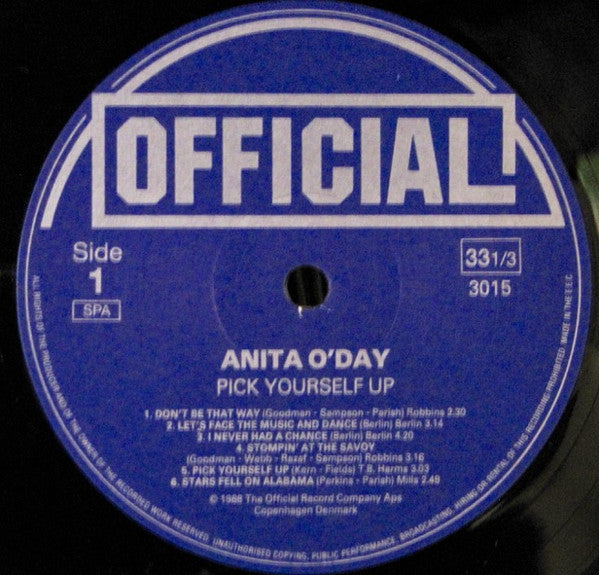 OFFICIAL
Side
1
SPA
33 1/3
3015
ANITA O'DAY
PICK YOURSELF UP
1. DON'T BE THAT WAY (Goodman - Sampson - Parish) Robbins 2.30
2. LET'S FACE THE MUSIC AND DANCE (Berlin) Berlin 3.14
3. I NEVER HAD A CHANCE (Berlin) Berlin 4.20
4. STOMPIN' AT THE SAVOY
(Goodman - Webb - Razaf - Sampson) Robbins 3.16
5. PICK YOURSELF UP (Kern - Fields) T.B. Harms 3.03
6. STARS FELL ON ALABAMA (Perkins - Parish) Mills 2.49
© 1988 The Official Record Company Aps
Copenhagen Denmark
ALL RIGHTS OF THE PRODUCER AND OF THE OWNER OF THE RECORDED WORK RESERVED. UNAUTHORISED COPYING, PUBLIC PERFORMANCE, BROADCASTING, HIRING OR RENTAL OF THIS RECORDING PROHIBITED. MADE IN THE E.E.C